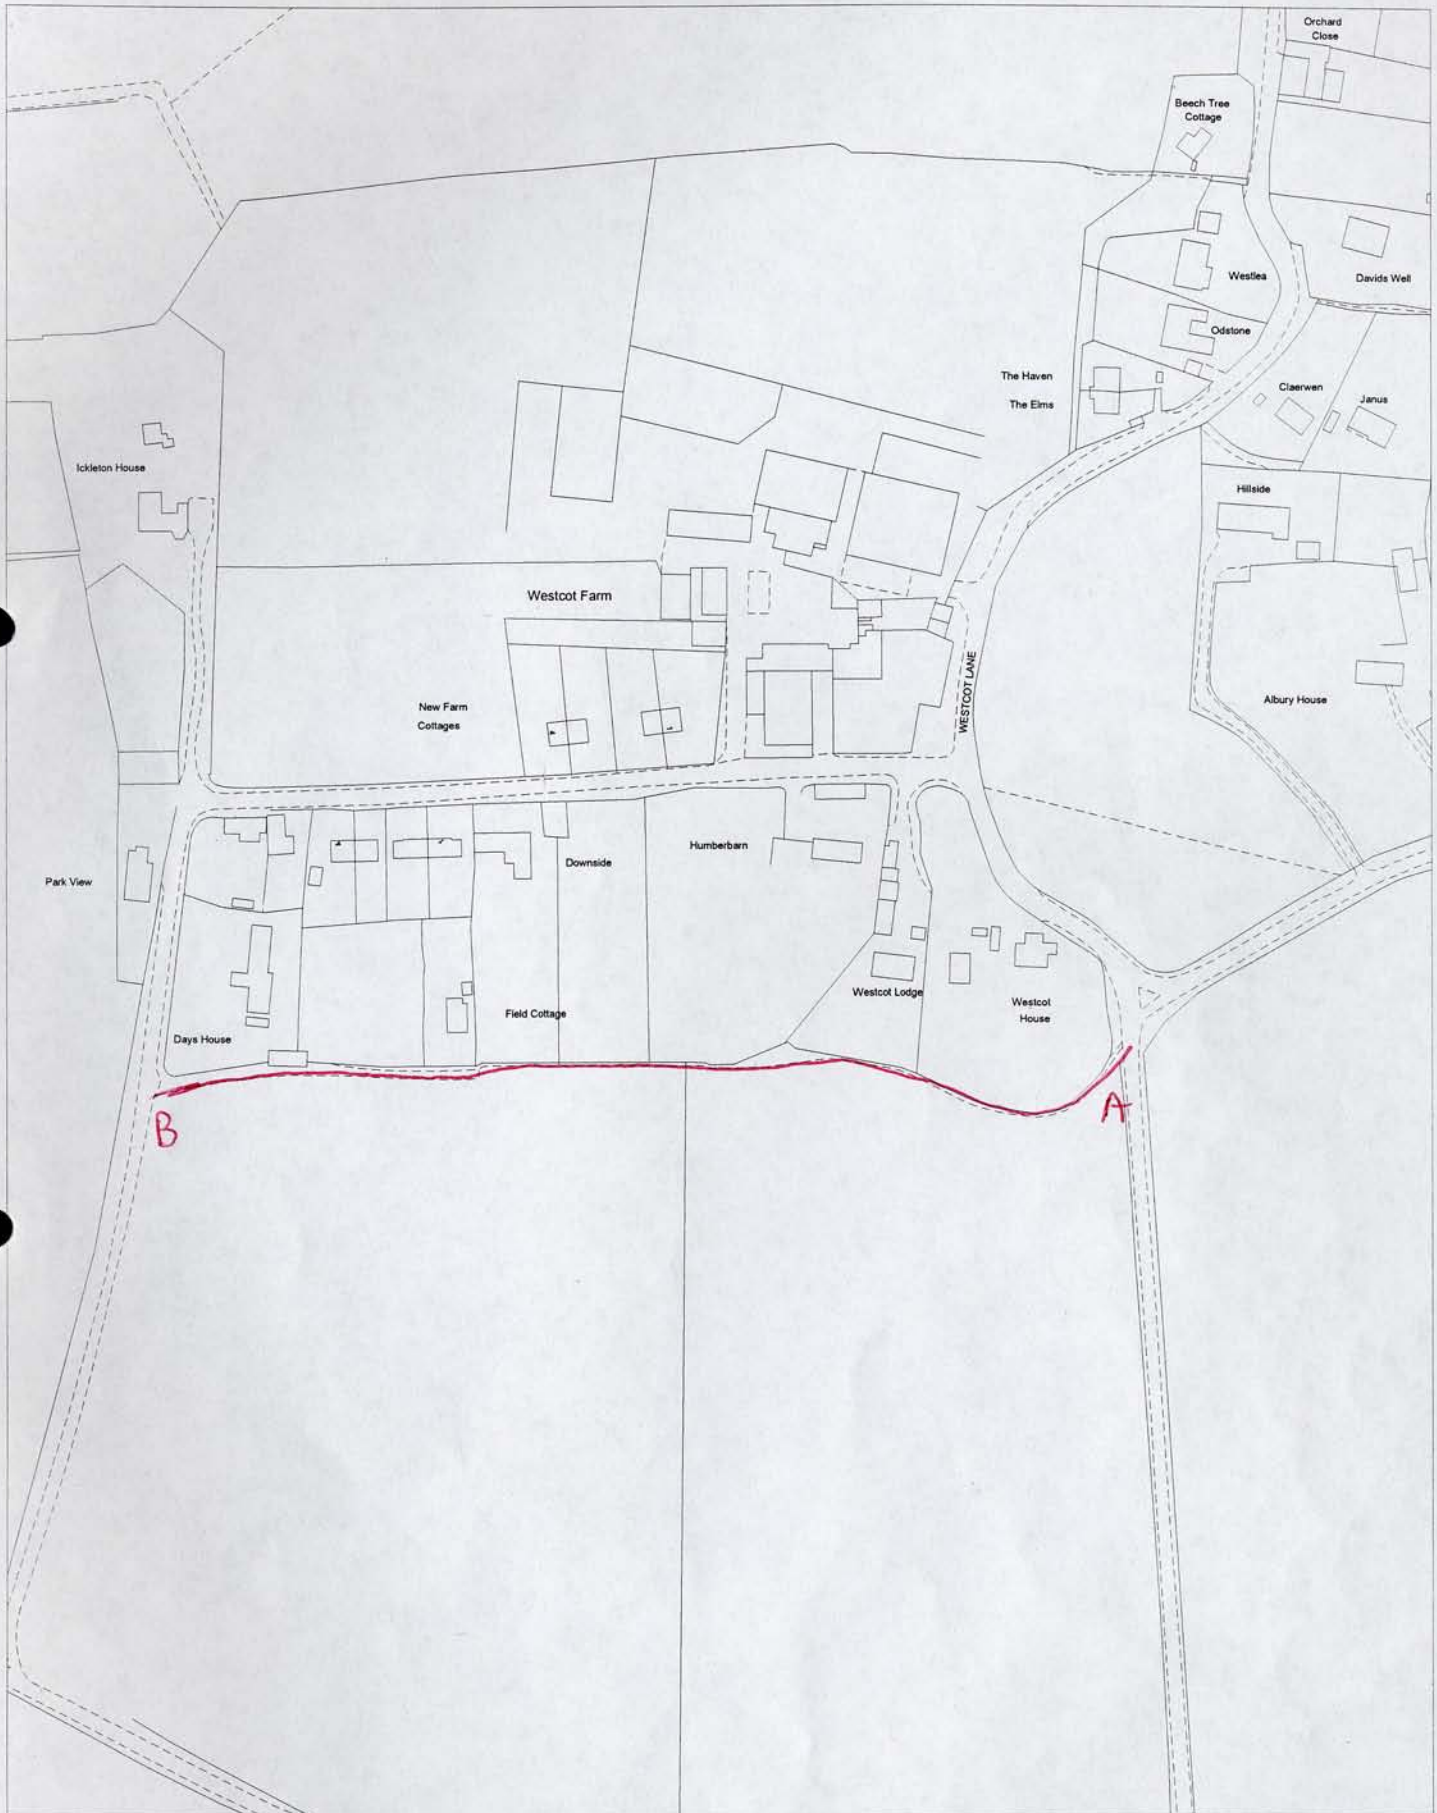 Orchard
Close
Beech Tree
Cottage
Westlea
Davids Well
Odstone
The Haven
The Elms
Claerwen
Janus
Ickleton House
Hillside
Westcot Farm
WESTCOT LANE
New Farm
Cottages
Albury House
Humberbarn
Downside
Park View
Westcot Lodge
Westcot
House
Field Cottage
Days House
A
B